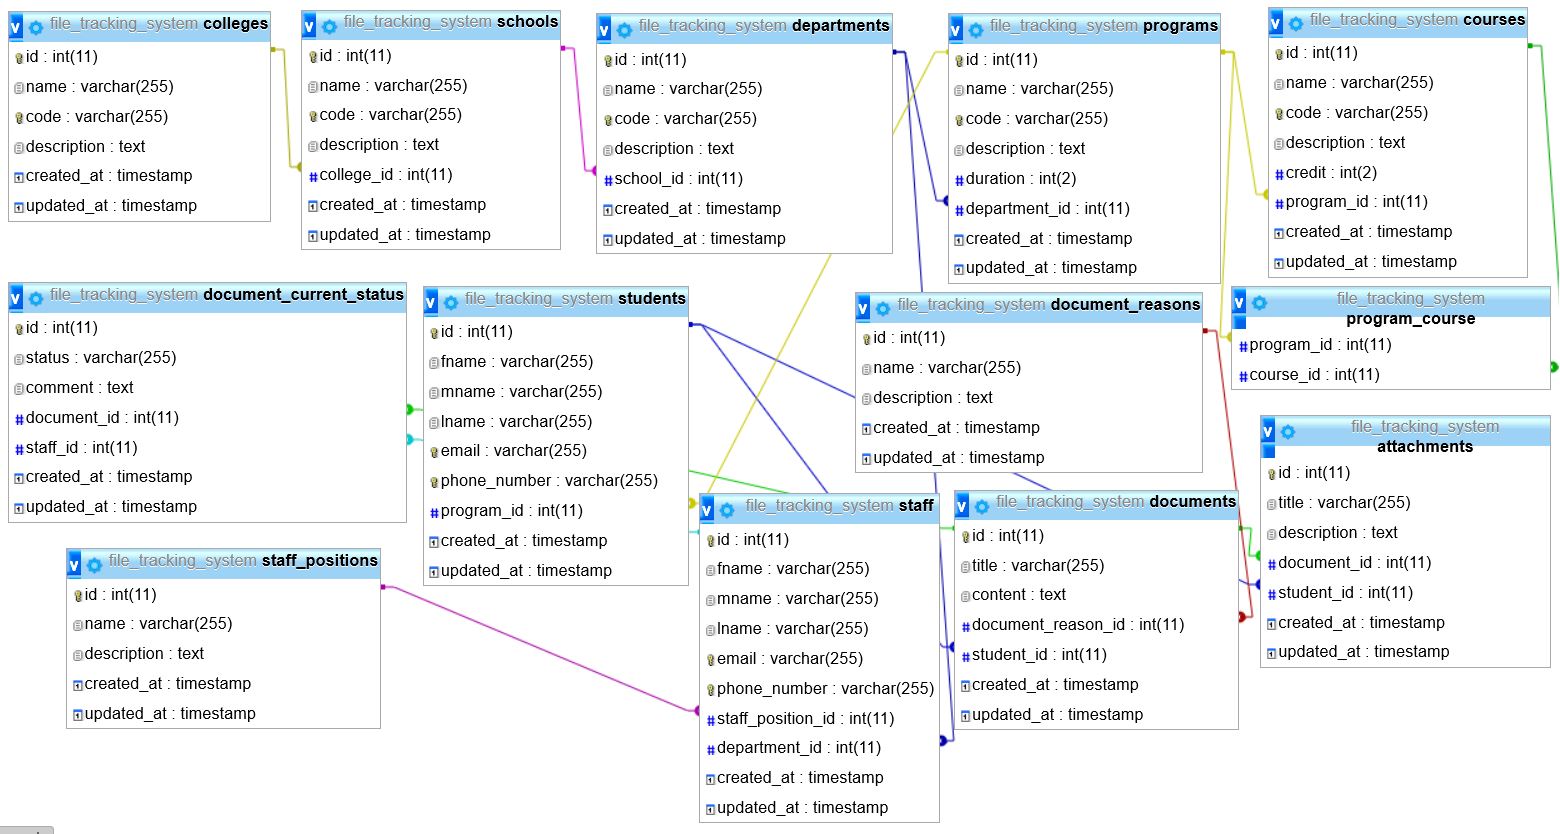 file_tracking_system colleges
id : int(11)
name : varchar(255)
code : varchar(255)
description : text
created_at : timestamp
updated_at : timestamp
file_tracking_system schools
id : int(11)
name : varchar(255)
code : varchar(255)
description : text
college_id : int(11)
created_at : timestamp
updated_at : timestamp
file_tracking_system departments
id : int(11)
name : varchar(255)
code : varchar(255)
description : text
school_id : int(11)
created_at : timestamp
updated_at : timestamp
file_tracking_system programs
id : int(11)
name : varchar(255)
code : varchar(255)
description : text
duration : int(2)
department_id : int(11)
created_at : timestamp
updated_at : timestamp
file_tracking_system courses
id : int(11)
name : varchar(255)
code : varchar(255)
description : text
credit : int(2)
program_id : int(11)
created_at : timestamp
updated_at : timestamp
file_tracking_system document_current_status
id : int(11)
status : varchar(255)
comment : text
document_id : int(11)
staff_id : int(11)
created_at : timestamp
updated_at : timestamp
file_tracking_system students
id : int(11)
fname : varchar(255)
mname : varchar(255)
lname : varchar(255)
email : varchar(255)
phone_number : varchar(255)
program_id : int(11)
created_at : timestamp
updated_at : timestamp
file_tracking_system document_reasons
id : int(11)
name : varchar(255)
description : text
created_at : timestamp
updated_at : timestamp
file_tracking_system
program_course
program_id : int(11)
course_id : int(11)
file_tracking_system
attachments
id : int(11)
title : varchar(255)
description : text
document_id : int(11)
student_id : int(11)
created_at : timestamp
updated_at : timestamp
file_tracking_system staff_positions
id : int(11)
name : varchar(255)
description : text
created_at : timestamp
updated_at : timestamp
file_tracking_system staff
id : int(11)
fname : varchar(255)
mname : varchar(255)
lname : varchar(255)
email : varchar(255)
phone_number : varchar(255)
staff_position_id : int(11)
department_id : int(11)
created_at : timestamp
updated_at : timestamp
file_tracking_system documents
id : int(11)
title : varchar(255)
content : text
document_reason_id : int(11)
student_id : int(11)
created_at : timestamp
updated_at : timestamp